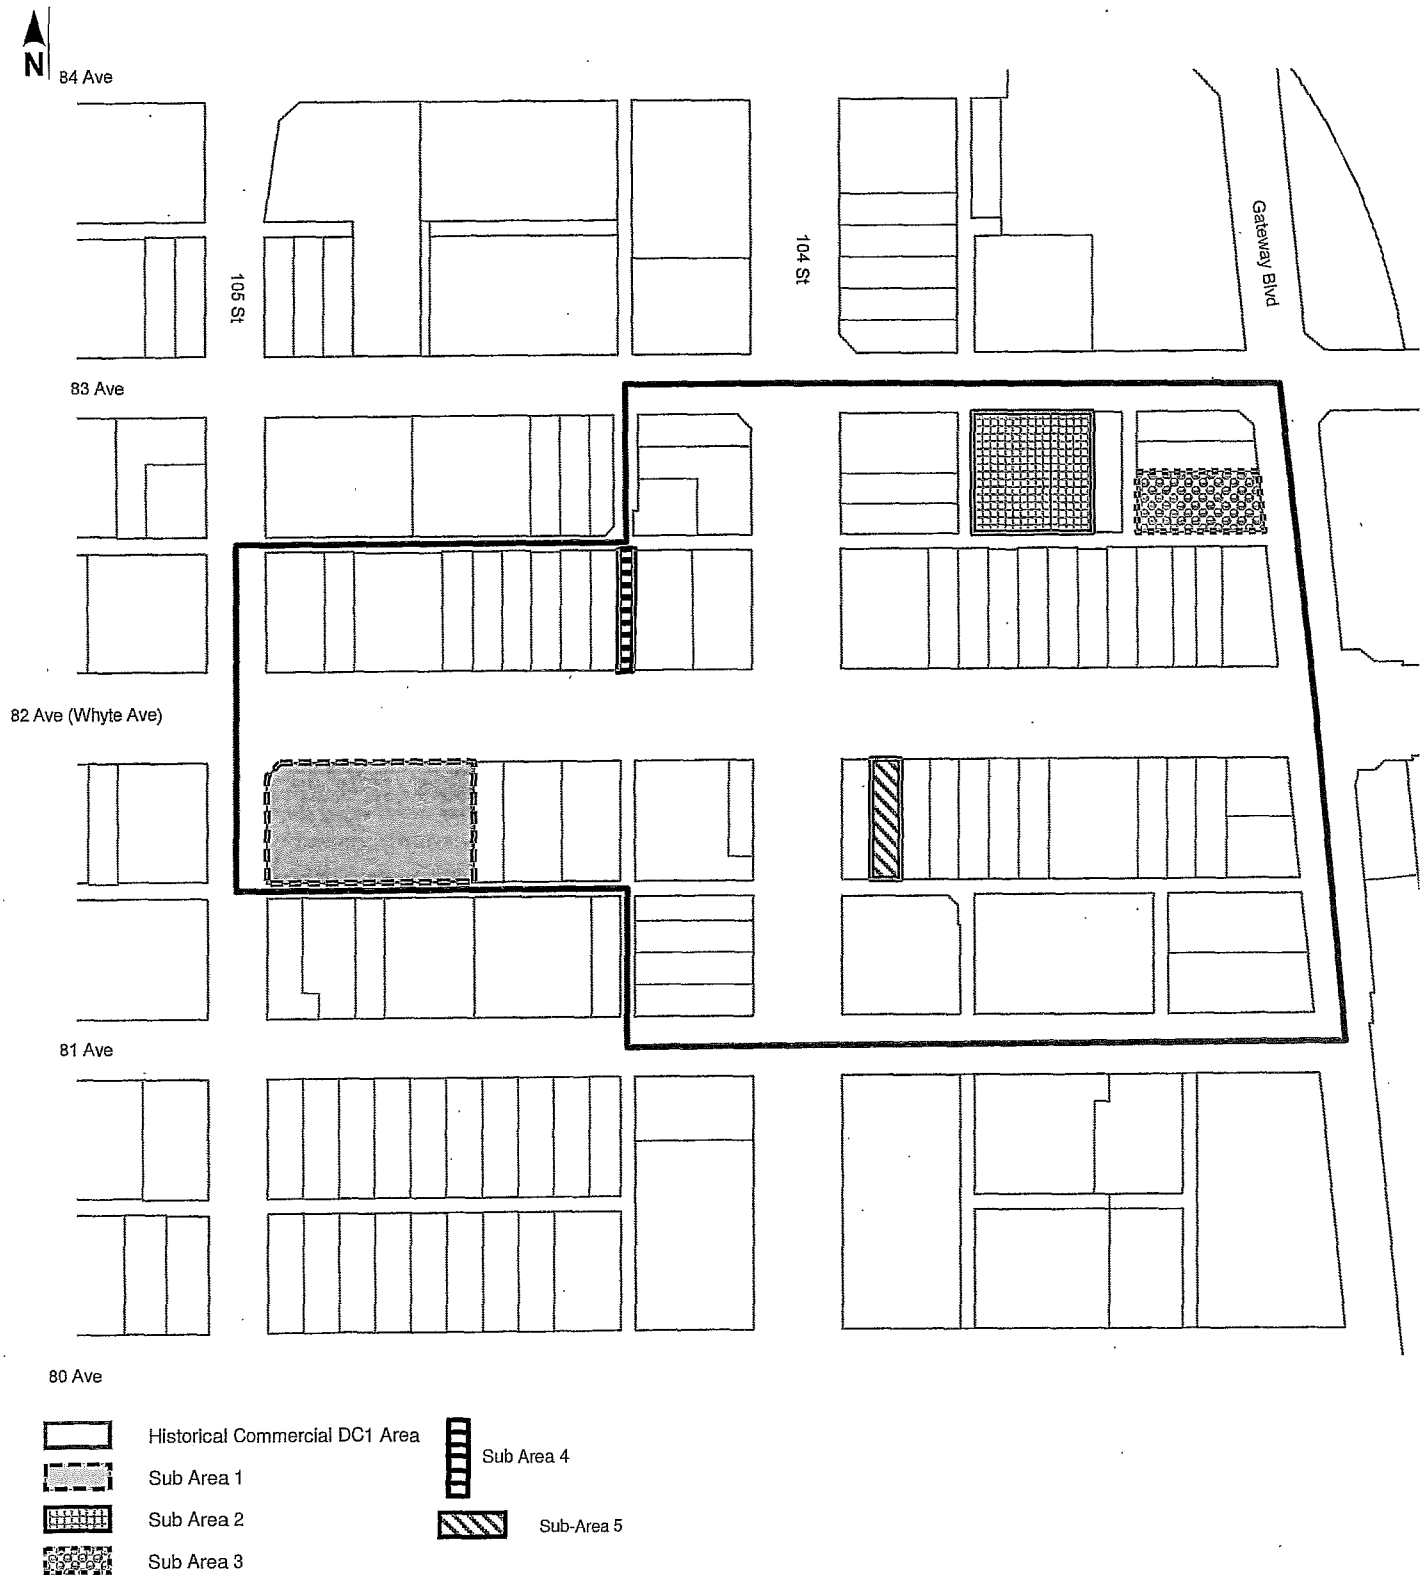 N
84 Ave
Gateway Blvd
104 St
105 St
83 Ave
82 Ave (Whyte Ave)
81 Ave
80 Ave
Historical Commercial DC1 Area
Sub Area 1
Sub Area 2
Sub Area 3
Sub Area 4
Sub-Area 5